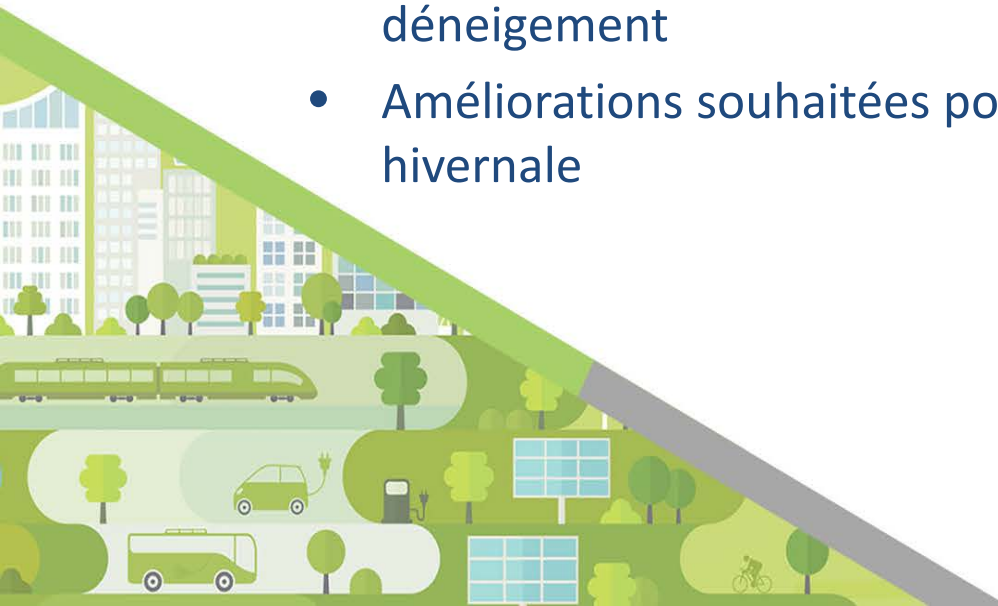 déneigement
• Améliorations souhaitées po
hivernale